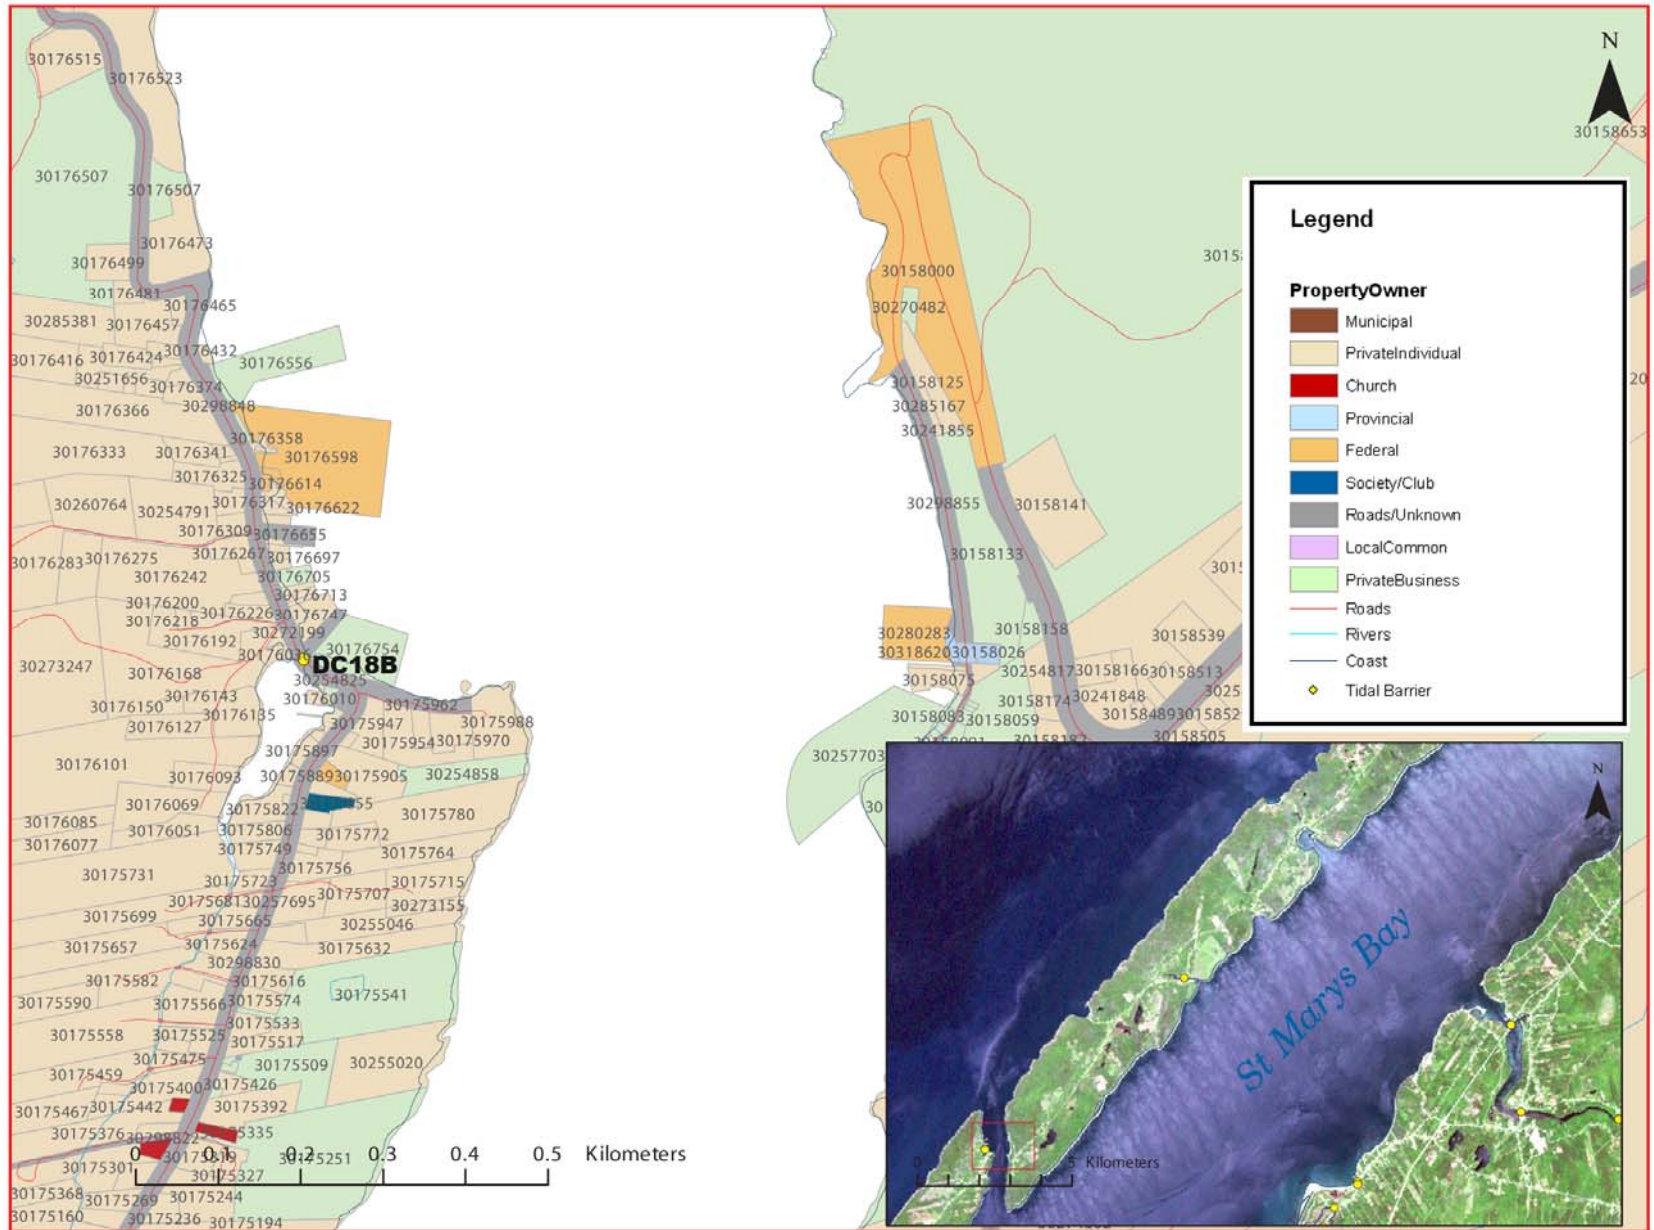 30176515
30176523
N
30158653
30176507
30176507
30176473
30176499
30158000
30176481
30176465
30270482
30285381 30176457
30176416 30176424 30176432
30176556
30251656 30176374
30158125
30176366 30298848
30285167
30176358
30241855
30176333 30176341
30176598
30176325 30176614
30260764 30254791 30176317 30176622
30298855
30158141
30176309 30176655
30176283 30176275 30176267 30176697
30158133
30176242 30176705
30176200 30176713
30176218 30176226 30176747
30176192 30272199
30280283 30158158 30158539
30176754
30318620 30158026
30273247 30176168
DC18B
30254825
30158075
30254817 30158166 30158513
30176143 30176010
30176150 30176135 30175962
30158174 30241848
30176127 30175947 30175988
30158083 30158059 30158489
30175954 30175970
30158505
30176101 30175897
30257703
30176093 30175889 30175905 30254858
30176069 30175822
30175780
30176085 30176051 30175806 30175772
30176077 30175749 30175764
30175731 30175756
30175723 30175715
30175681 30257695 30175707 30273155
30175699 30175665 30255046
30175657 30175624 30175632
30298830
30175582 30175616
30175590 30175566 30175574 30175541
30175533
30175558 30175525 30175517
30175475 30175509 30255020
30175459
30175400 30175426
30175467 30175442 30175392
30175376
30175251
30175301 30175327
30175368 30175269 30175244
30175160 30175236 30175194
0 0.1 0.2 0.3 0.4 0.5 Kilometers
Legend
PropertyOwner
Municipal
PrivateIndividual
Church
Provincial
Federal
Society/Club
Roads/Unknown
LocalCommon
PrivateBusiness
Roads
Rivers
Coast
Tidal Barrier
N
St Marys Bay
0 5 Kilometers